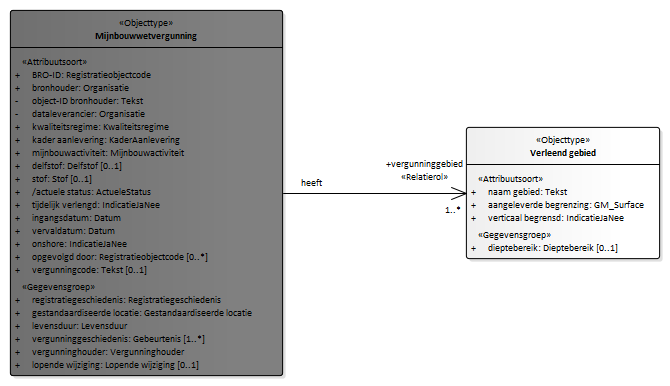 «Objecttype»
Mijnbouwwetvergunning
«Attribuutsoort»
+ BRO-ID: Registratieobjectcode
+ bronhouder: Organisatie
- object-ID bronhouder: Tekst
- dataleverancier: Organisatie
+ kwaliteitsregime: Kwaliteitsregime
+ kader aanlevering: KaderAanlevering
+ mijnbouwactiviteit: Mijnbouwactiviteit
+ delfstof: Delfstof [0..1]
+ stof: Stof [0..1]
+ /actuele status: ActueleStatus
+ tijdelijk verlengd: IndicatieJaNee
+ ingangsdatum: Datum
+ vervaldatum: Datum
+ onshore: IndicatieJaNee
+ opgevolgd door: Registratieobjectcode [0..*]
+ vergunningcode: Tekst [0..1]
«Gegevensgroep»
+ registratiegeschiedenis: Registratiegeschiedenis
+ gestandaardiseerde locatie: Gestandaardiseerde locatie
+ levensduur: Levensduur
+ vergunninggeschiedenis: Gebeurtenis [1..*]
+ vergunninghouder: Vergunninghouder
+ lopende wijziging: Lopende wijziging [0..1]
heeft
+vergunninggebied
«Relatierol»
1..*
«Objecttype»
Verleend gebied
«Attribuutsoort»
+ naam gebied: Tekst
+ aangeleverde begrenzing: GM_Surface
+ verticaal begrensd: IndicatieJaNee
«Gegevensgroep»
+ dieptebereik: Dieptebereik [0..1]